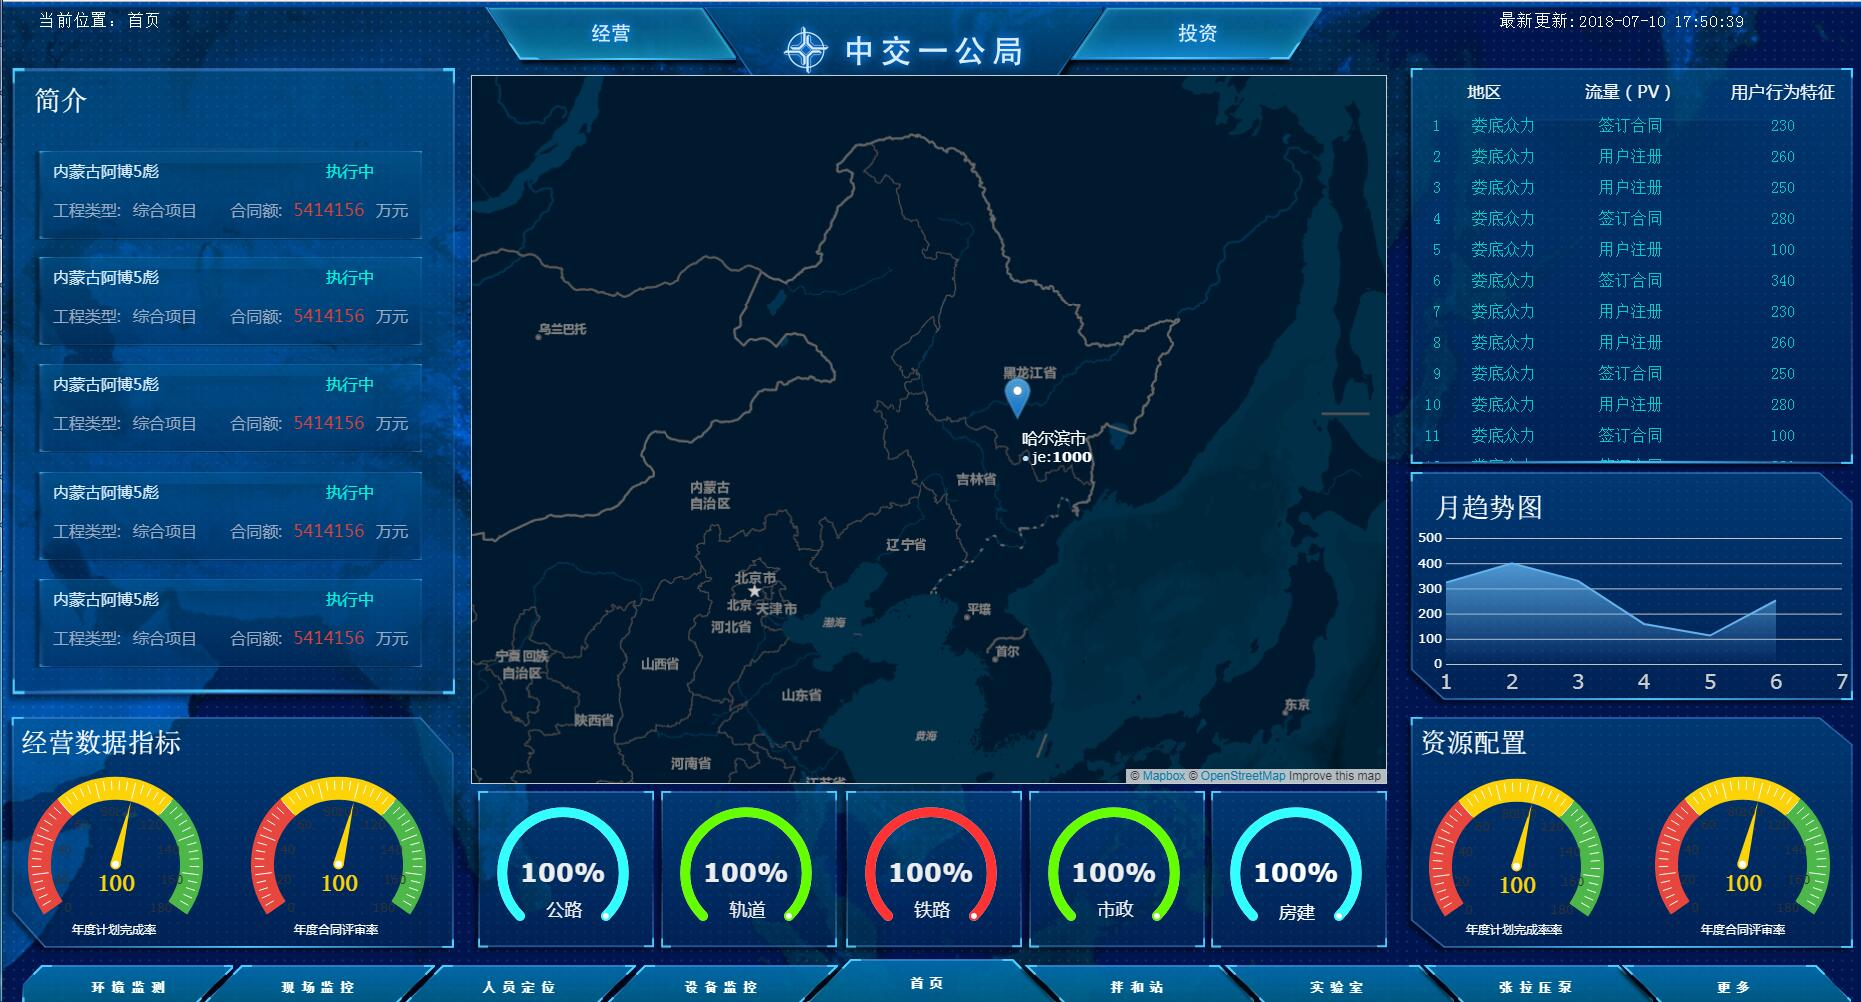 当前位置：首页
经营
中交一公局
投资
最新更新:2018-07-10 17:50:39
简介
内蒙古阿博5彪 执行中
工程类型: 综合项目 合同额: 5414156 万元
内蒙古阿博5彪 执行中
工程类型: 综合项目 合同额: 5414156 万元
内蒙古阿博5彪 执行中
工程类型: 综合项目 合同额: 5414156 万元
内蒙古阿博5彪 执行中
工程类型: 综合项目 合同额: 5414156 万元
内蒙古阿博5彪 执行中
工程类型: 综合项目 合同额: 5414156 万元
经营数据指标
100
年度计划完成率
100
年度合同评审率
乌兰巴托
黑龙江省
哈尔滨市
je:1000
吉林省
内蒙古
自治区
辽宁省
北京市
北京
天津市
河北省
渤海
平壤
首尔
宁夏回族
自治区
山西省
山东省
陕西省
东京
黄海
河南省
江苏省
© Mapbox © OpenStreetMap Improve this map
100%
公路
100%
轨道
100%
铁路
100%
市政
100%
房建
地区 流量（PV） 用户行为特征
1 娄底众力 签订合同 230
2 娄底众力 用户注册 260
3 娄底众力 用户注册 250
4 娄底众力 签订合同 280
5 娄底众力 用户注册 100
6 娄底众力 签订合同 340
7 娄底众力 用户注册 230
8 娄底众力 用户注册 260
9 娄底众力 签订合同 250
10 娄底众力 用户注册 280
11 娄底众力 签订合同 100
月趋势图
500
400
300
200
100
0
1 2 3 4 5 6 7
资源配置
100
年度计划完成率率
100
年度合同评审率
环境监测
现场监控
人员定位
设备监控
首页
拌和站
实验室
张拉压泵
更多